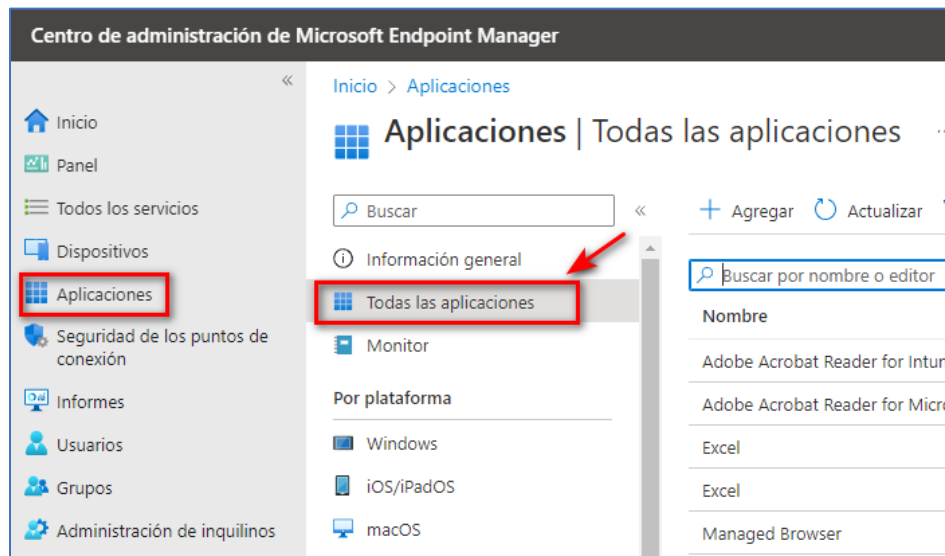 Centro de administración de Microsoft Endpoint Manager
Inicio > Aplicaciones
Aplicaciones | Todas las aplicaciones
Inicio
Panel
Todos los servicios
Dispositivos
Aplicaciones
Seguridad de los puntos de
conexión
Informes
Usuarios
Grupos
Administración de inquilinos
Buscar
Información general
Todas las aplicaciones
Monitor
Por plataforma
Windows
iOS/iPadOS
macOS
Agregar Actualizar
Buscar por nombre o editor
Nombre
Adobe Acrobat Reader for
Adobe Acrobat Reader for
Excel
Excel
Managed Browser